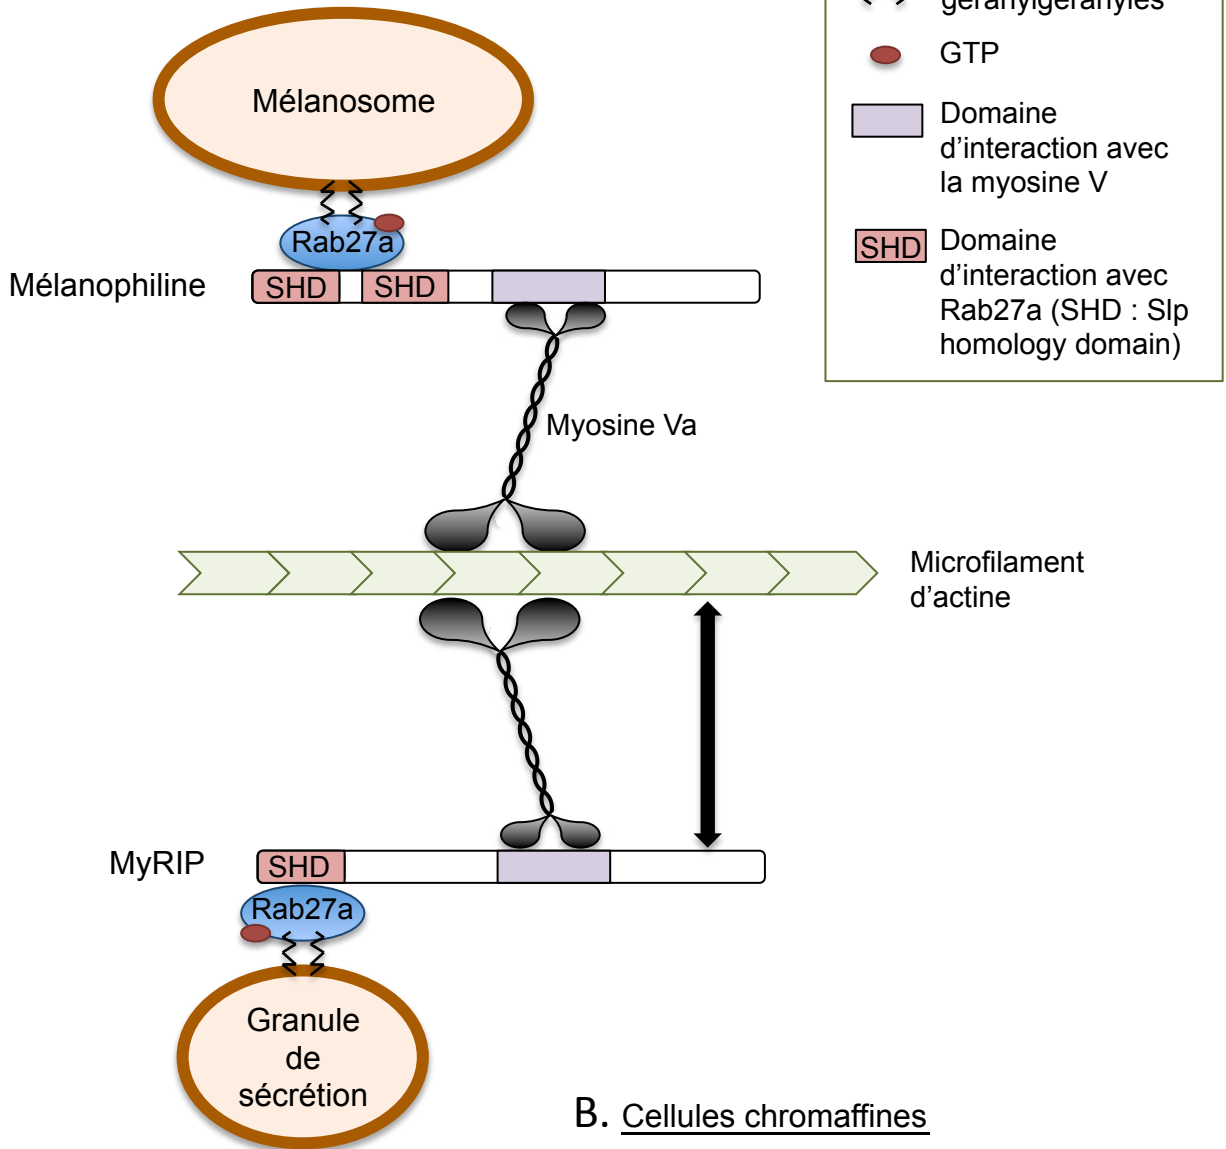 géranylgéranyles
GTP
Mélanosome
Domaine
d’interaction avec
la myosine V
Rab27a
SHD
Domaine
d’interaction avec
Rab27a (SHD : Slp
homology domain)
Mélanophiline
SHD
SHD
Myosine Va
Microfilament
d’actine
MyRIP
SHD
Rab27a
Granule
de
sécrétion
B. Cellules chromaffines